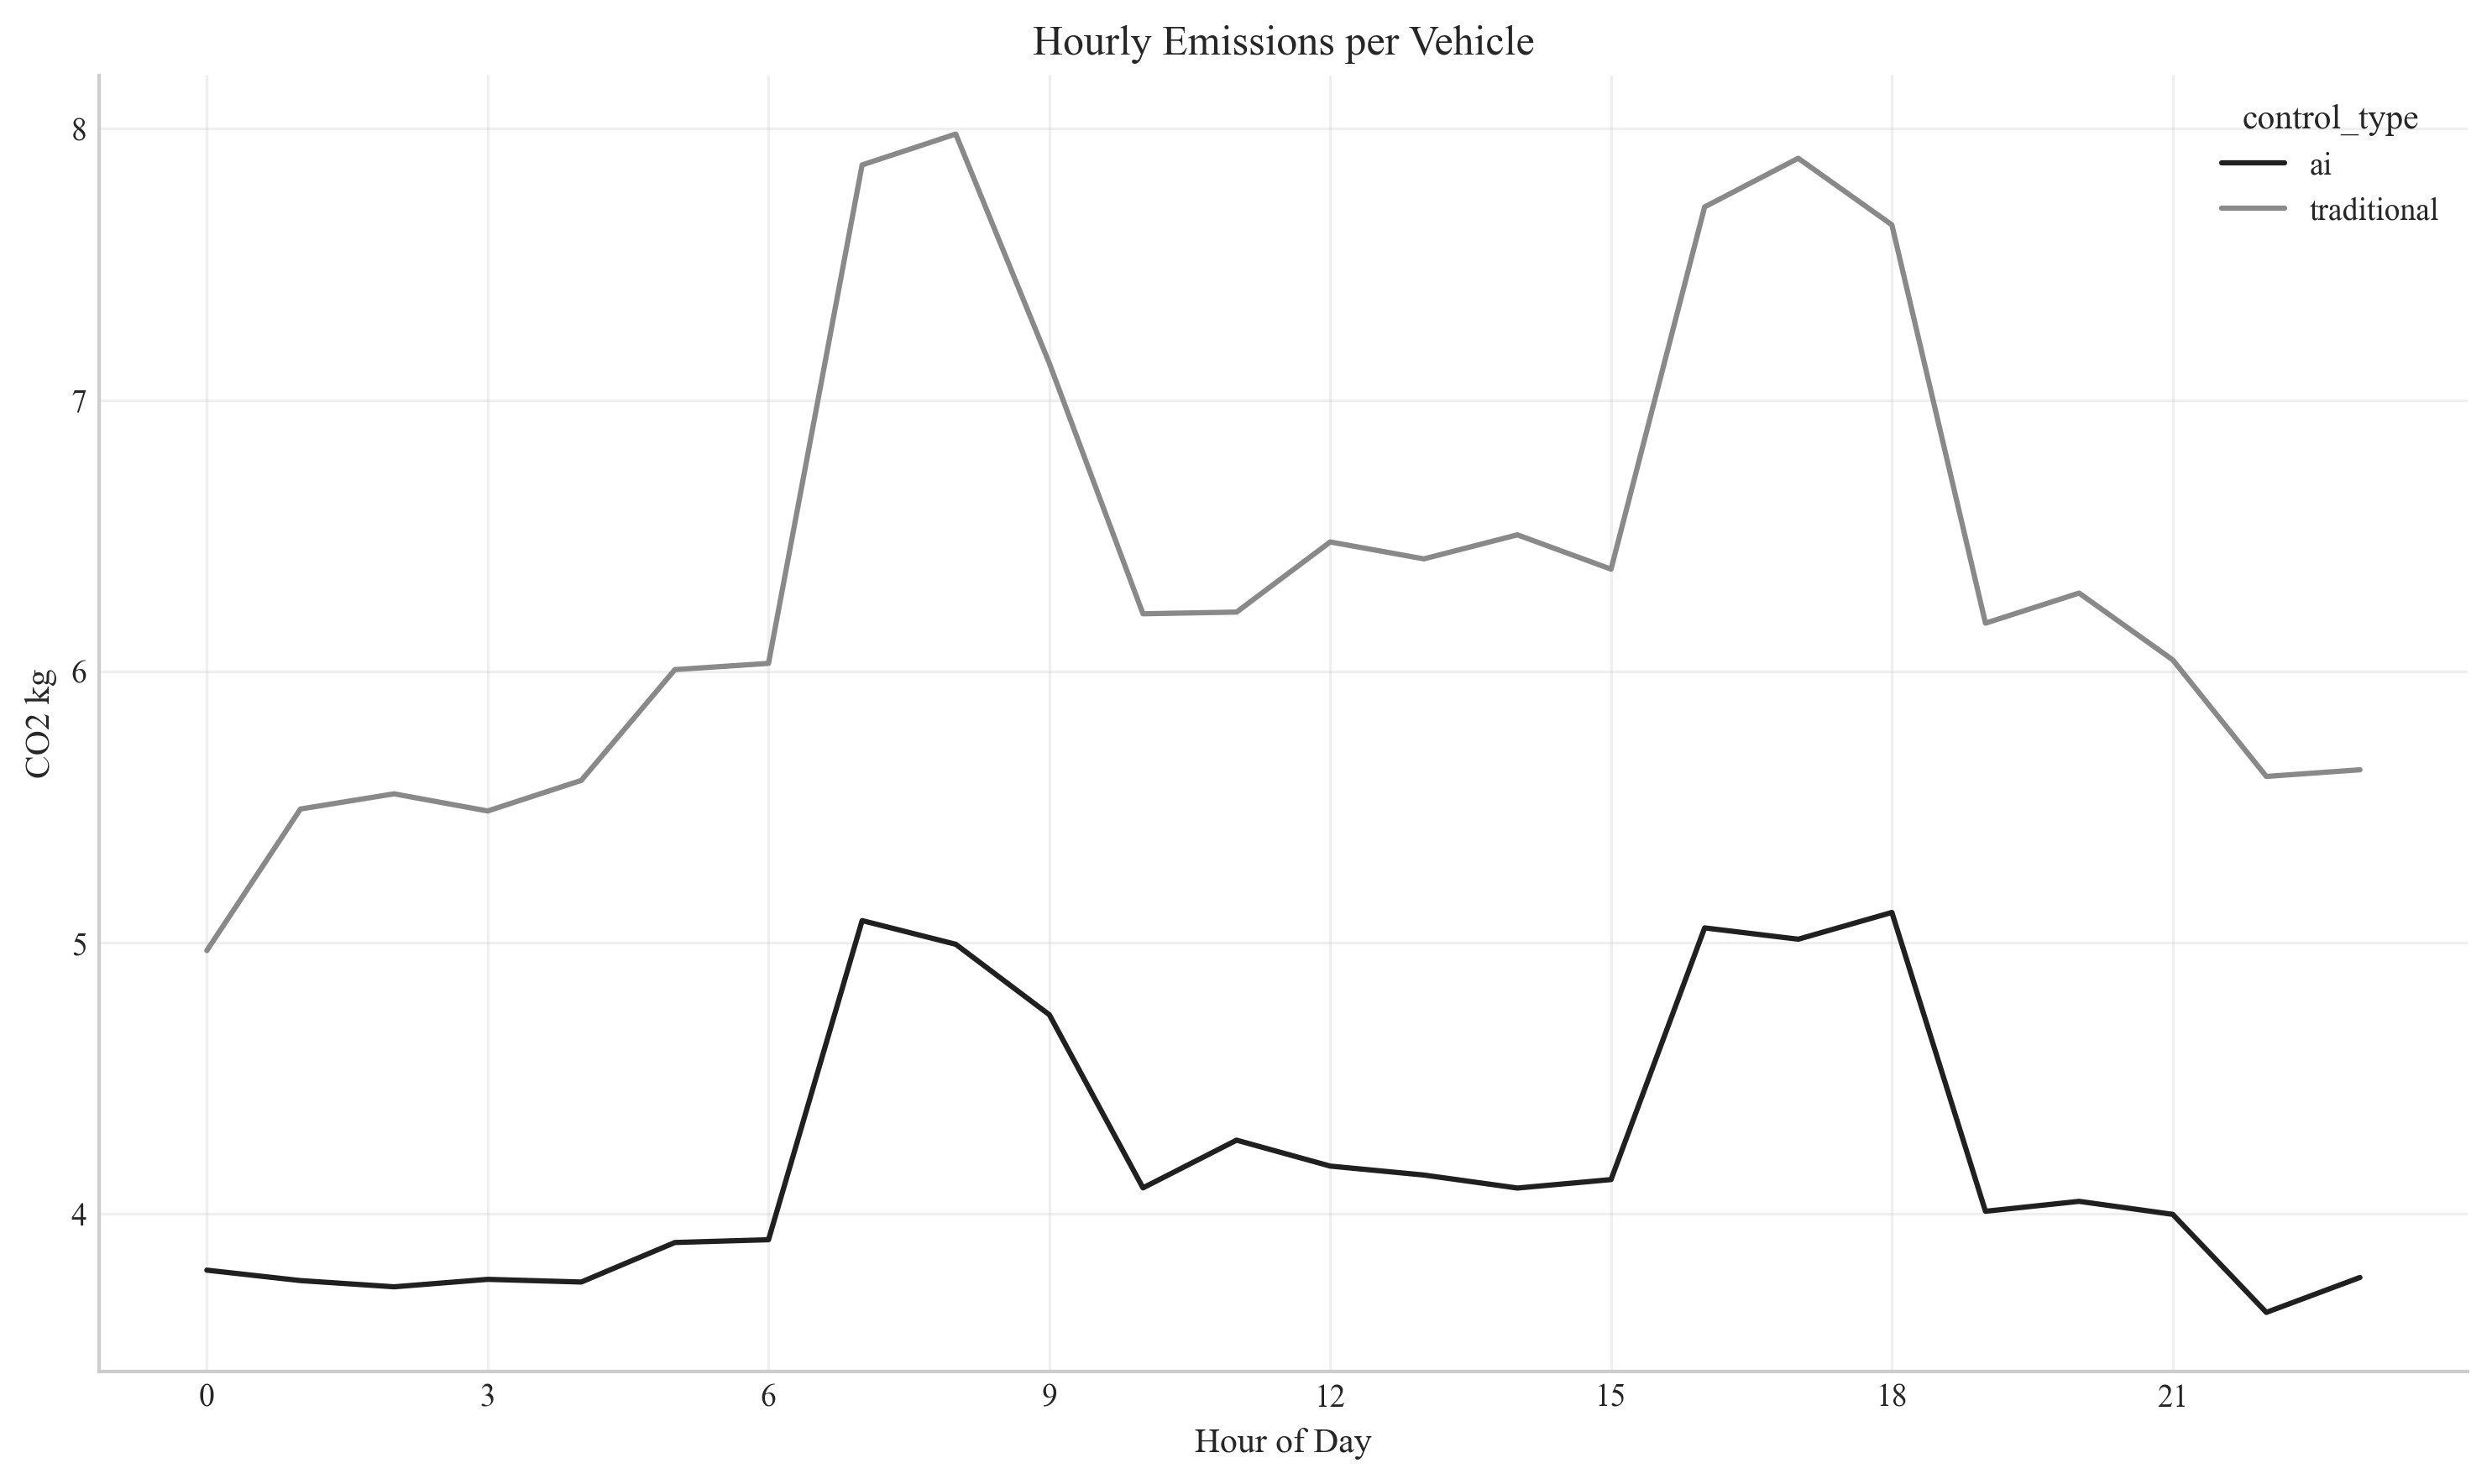 Hourly Emissions per Vehicle
control_type
ai
traditional
8
7
6
5
4
CO2 kg
0 3 6 9 12 15 18 21
Hour of Day